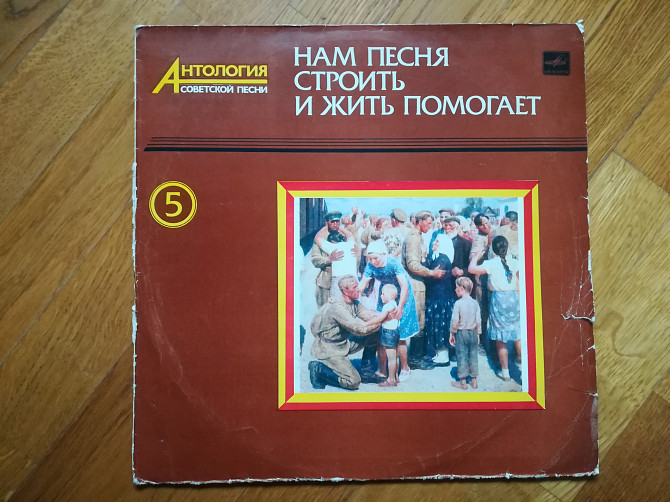 АНТОЛОГИЯ
СОВЕТСКОЙ ПЕСНИ
НАМ ПЕСНЯ
СТРОИТЬ
И ЖИТЬ ПОМОГАЕТ
5